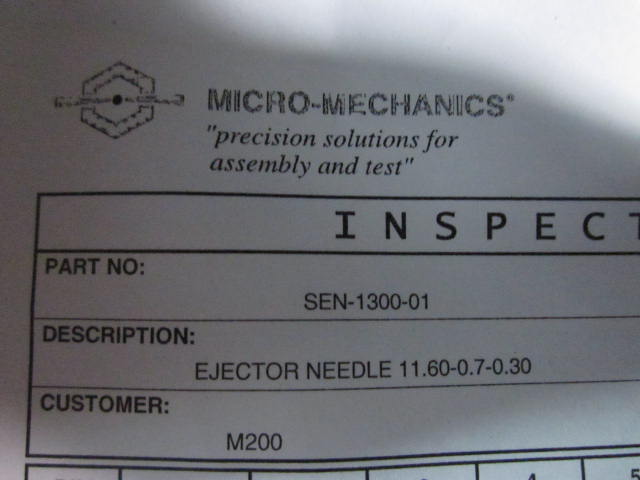 MICRO-MECHANICS®
"precision solutions for
assembly and test"
INSPECT
PART NO:
SEN-1300-01
DESCRIPTION:
EJECTOR NEEDLE 11.60-0.7-0.30
CUSTOMER:
M200